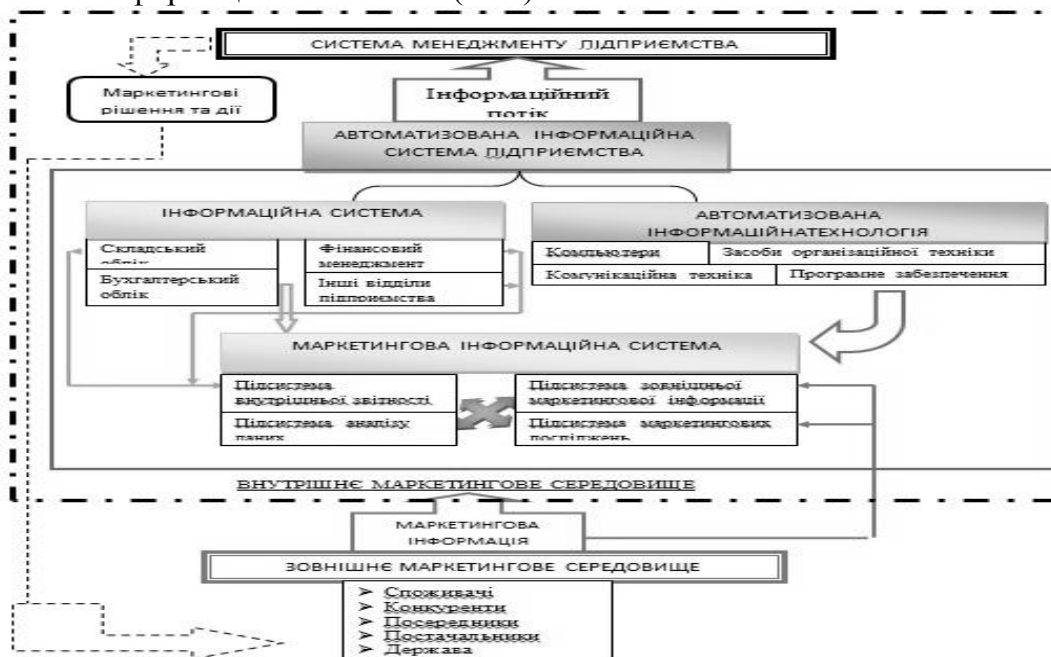 СИСТЕМА МЕНЕДЖМЕНТУ ПІДПРИЄМСТВА
Маркетингові
рішення та дії
Інформаційний
потік
АВТОМАТИЗОВАНА ІНФОРМАЦІЙНА
СИСТЕМА ПІДПРИЄМСТВА
ІНФОРМАЦІЙНА СИСТЕМА
Складський
облік
Бухгалтерський
облік
Фінансовий
менеджмент
Інші відділи
підприємства
АВТОМАТИЗОВАНА
ІНФОРМАЦІЙНАТЕХНОЛОГІЯ
Компьютери
Засоби організаційної техніки
Комунікаційна техніка
Програмне забезпечення
МАРКЕТИНГОВА ІНФОРМАЦІЙНА СИСТЕМА
Підсистема
внутрішньої звітності
Підсистема аналізу
даних
Підсистема зовнішньої
маркетингової інформації
Підсистема маркетингових
досліджень
ВНУТРІШНЄ МАРКЕТИНГОВЕ СЕРЕДОВИЩЕ
МАРКЕТИНГОВА
ІНФОРМАЦІЯ
ЗОВНІШНЄ МАРКЕТИНГОВЕ СЕРЕДОВИЩЕ
➢ Споживачі
➢ Конкуренти
➢ Посередники
➢ Постачальники
➢ Держава